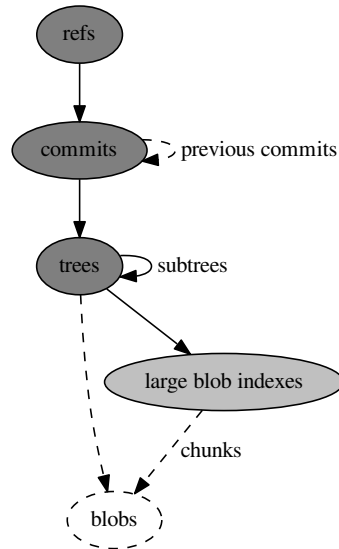 refs
commits
previous commits
trees
subtrees
large blob indexes
chunks
blobs